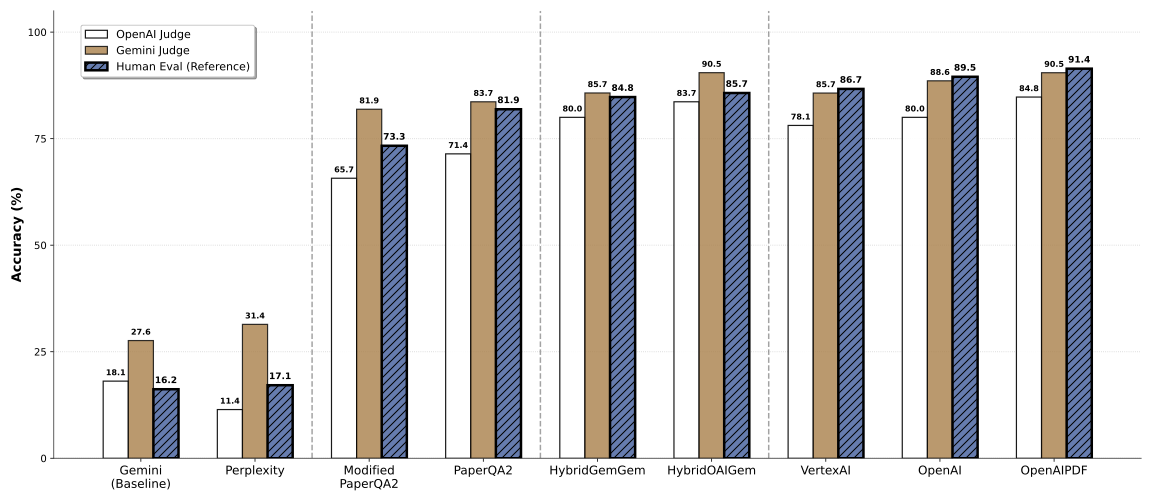 OpenAI Judge
Gemini Judge
Human Eval (Reference)
Accuracy (%)
100
75
50
25
0
18.1
27.6
16.2
11.4
31.4
17.1
65.7
81.9
73.3
71.4
83.7
81.9
80.0
85.7
84.8
83.7
90.5
85.7
78.1
85.7
86.7
80.0
88.6
89.5
84.8
90.5
91.4
Gemini
(Baseline)
Perplexity
Modified
PaperQA2
PaperQA2
HybridGemGem
HybridOAIGem
VertexAI
OpenAI
OpenAIPDF